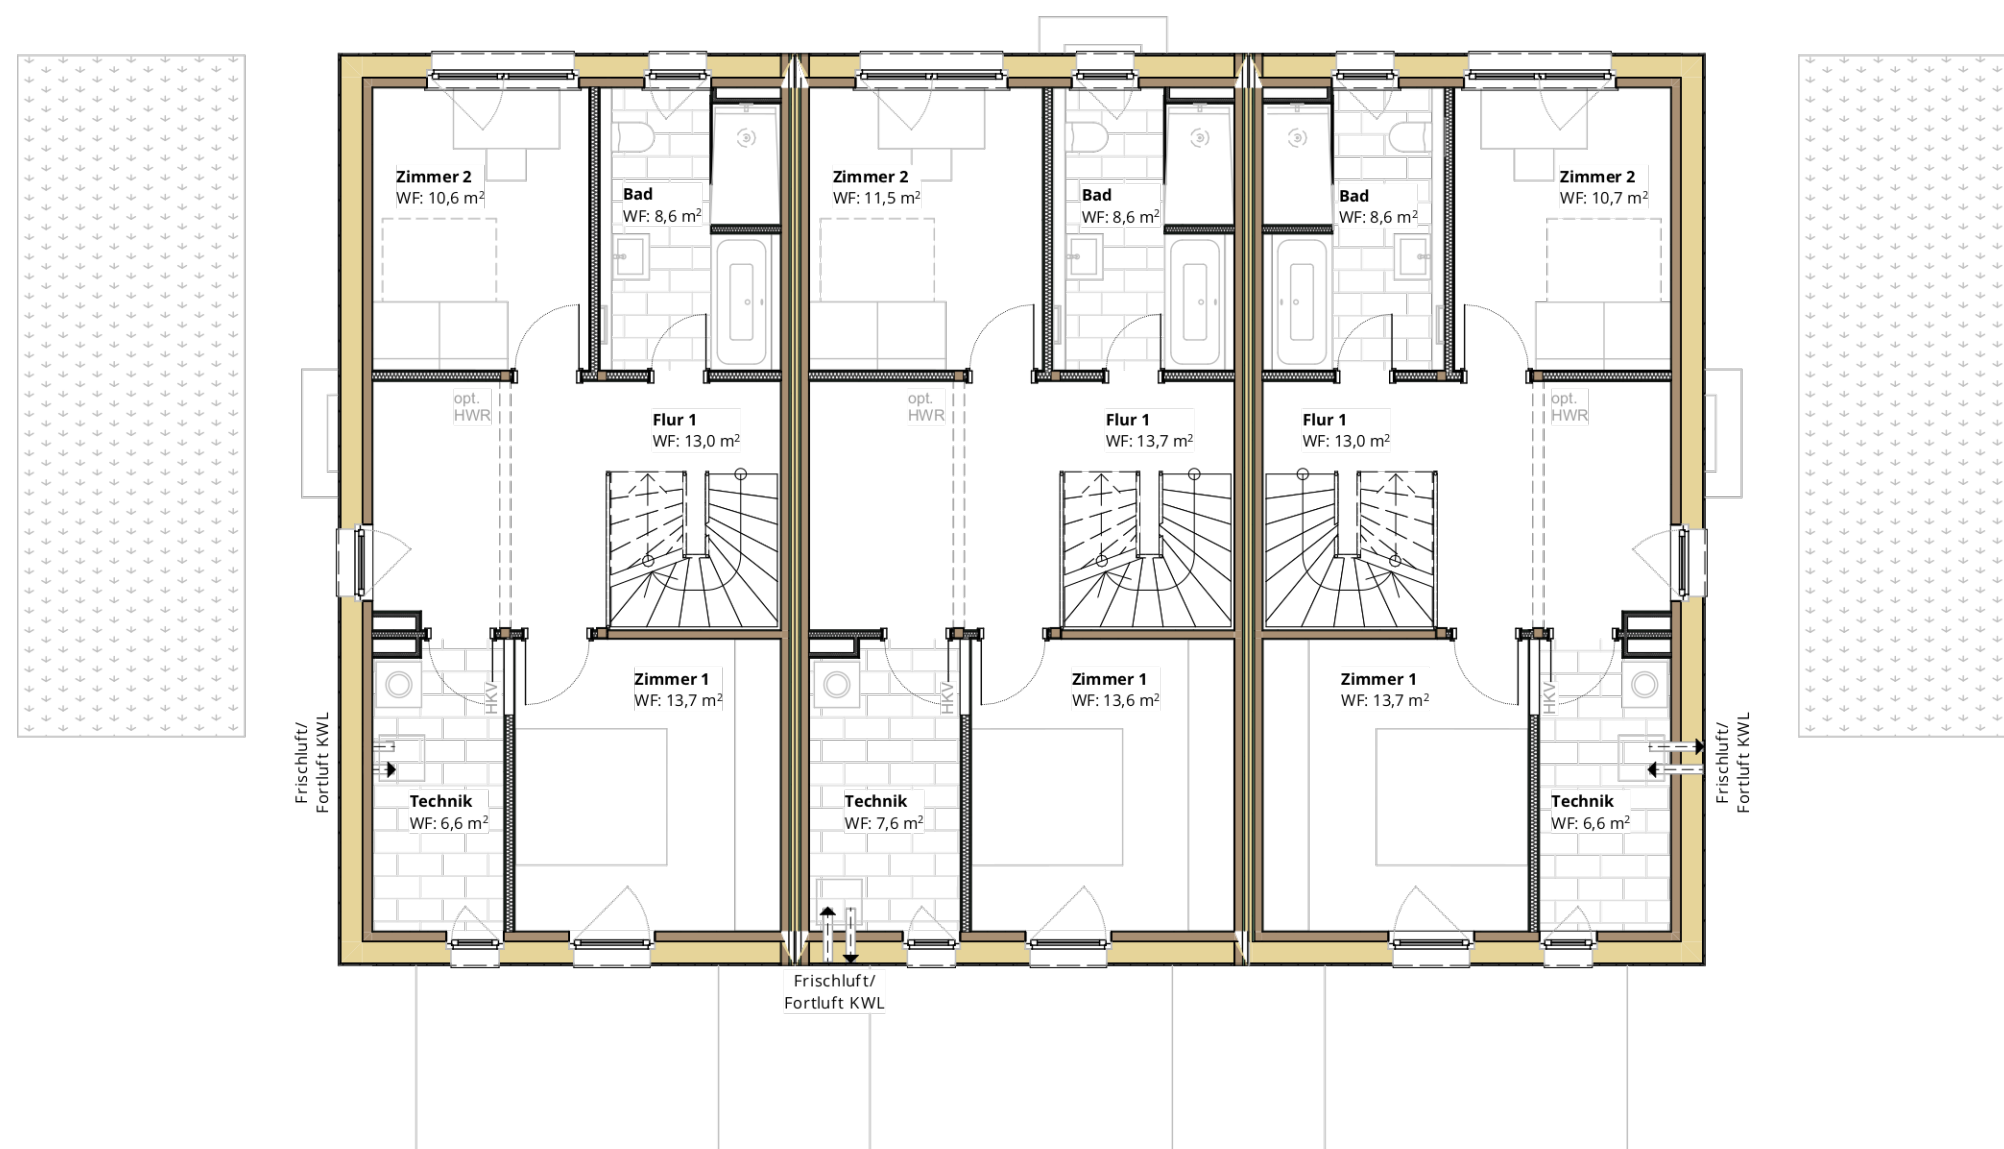 Zimmer 2
WF: 10,6 m²
Bad
WF: 8,6 m²
Zimmer 2
WF: 11,5 m²
Bad
WF: 8,6 m²
Bad
WF: 8,6 m²
Zimmer 2
WF: 10,7 m²
opt.
HWR
Flur 1
WF: 13,0 m²
opt.
HWR
Flur 1
WF: 13,7 m²
Flur 1
WF: 13,0 m²
opt.
HWR
HKV
Zimmer 1
WF: 13,7 m²
HKV
Zimmer 1
WF: 13,6 m²
Zimmer 1
WF: 13,7 m²
HKV
Frischluft/
Fortluft KWL
Technik
WF: 6,6 m²
Technik
WF: 7,6 m²
Technik
WF: 6,6 m²
Frischluft/
Fortluft KWL
Frischluft/
Fortluft KWL